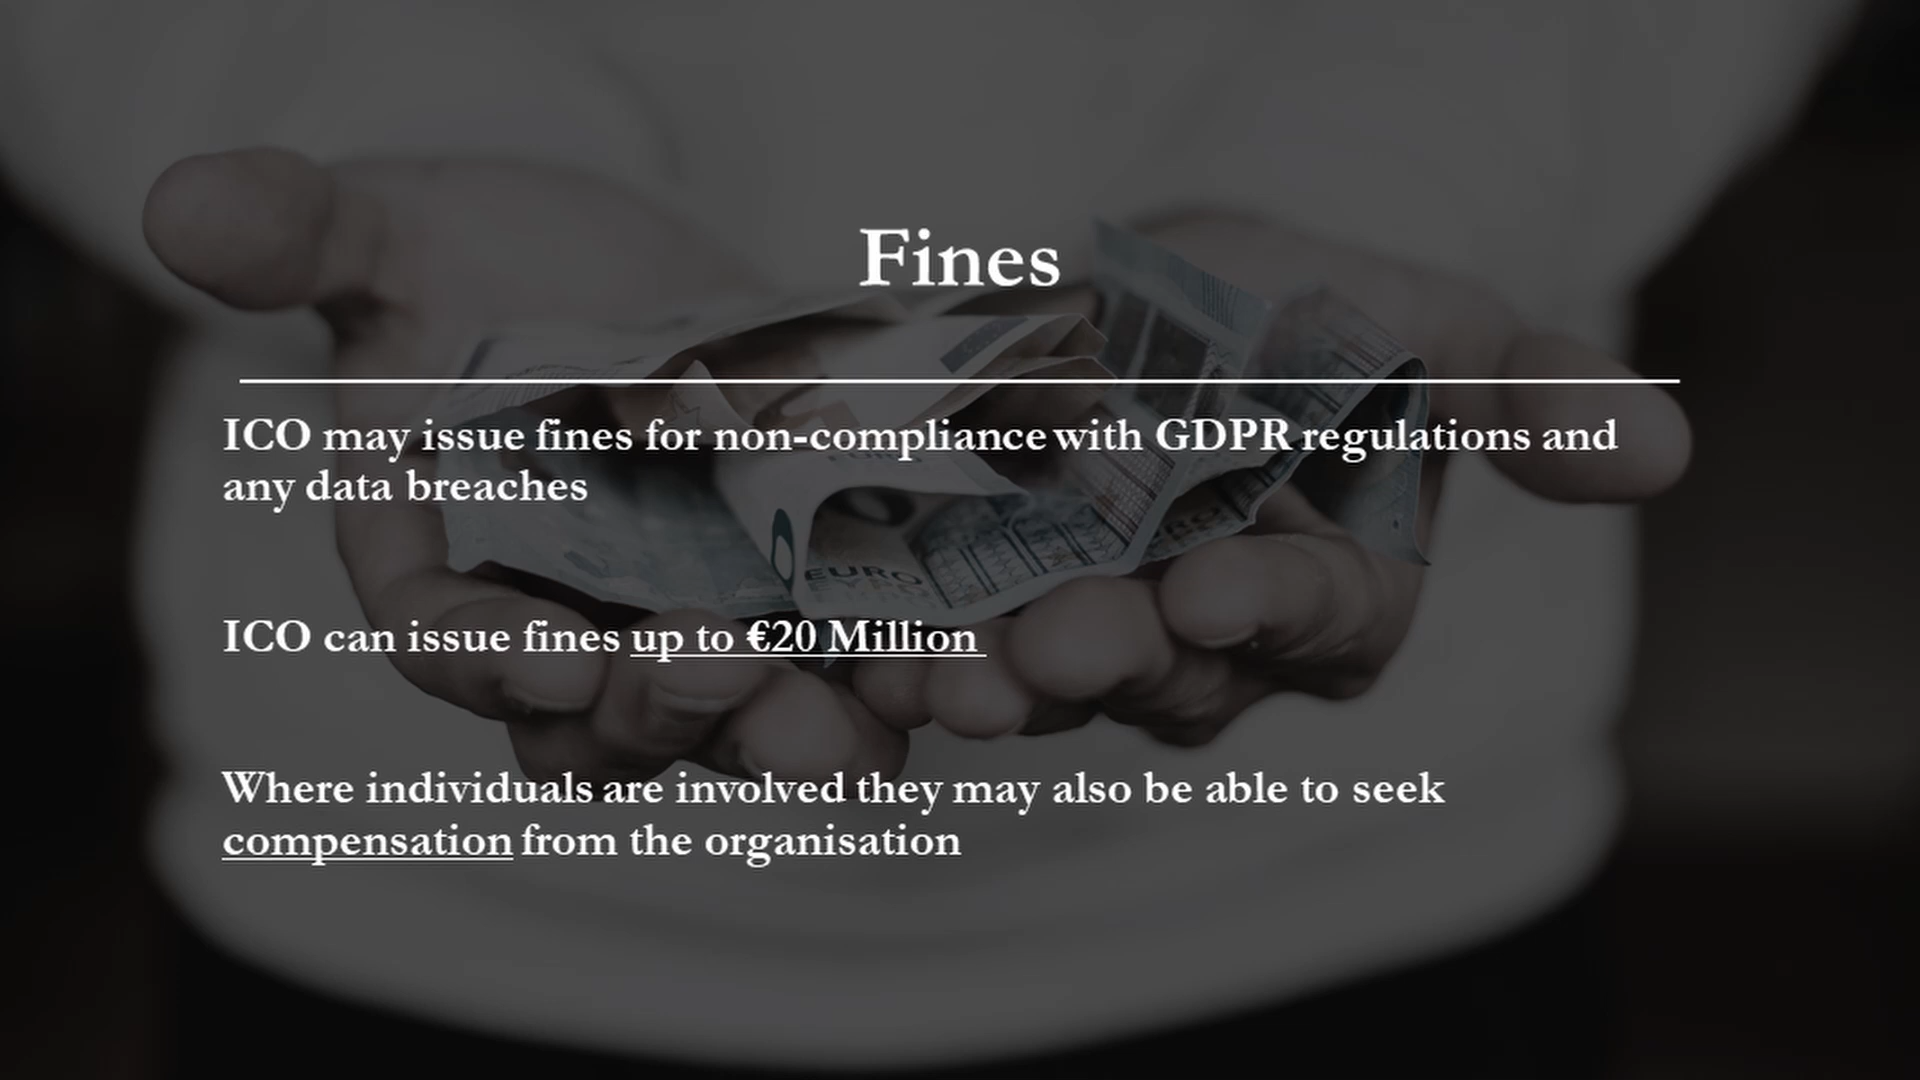 Fines
ICO may issue fines for non-compliance with GDPR regulations and
any data breaches
EURO
ICO can issue fines up to €20 Million
Where individuals are involved they may also be able to seek
compensation from the organisation